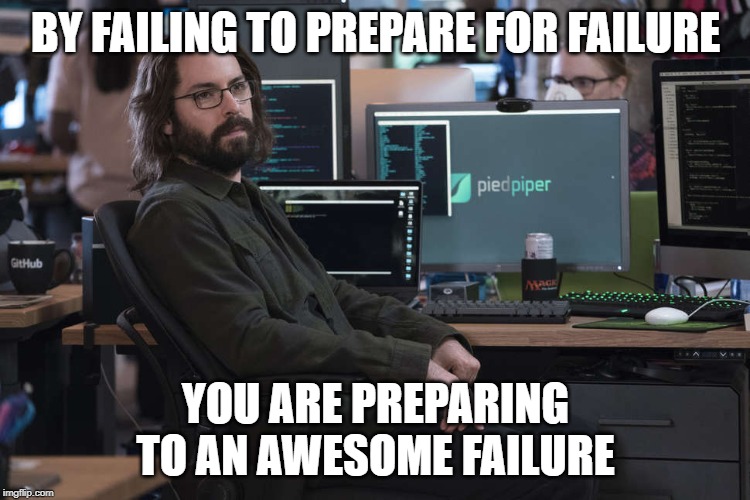 BY FAILING TO PREPARE FOR FAILURE
GitHub
piedpiper
YOU ARE PREPARING
TO AN AWESOME FAILURE
imgflip.com